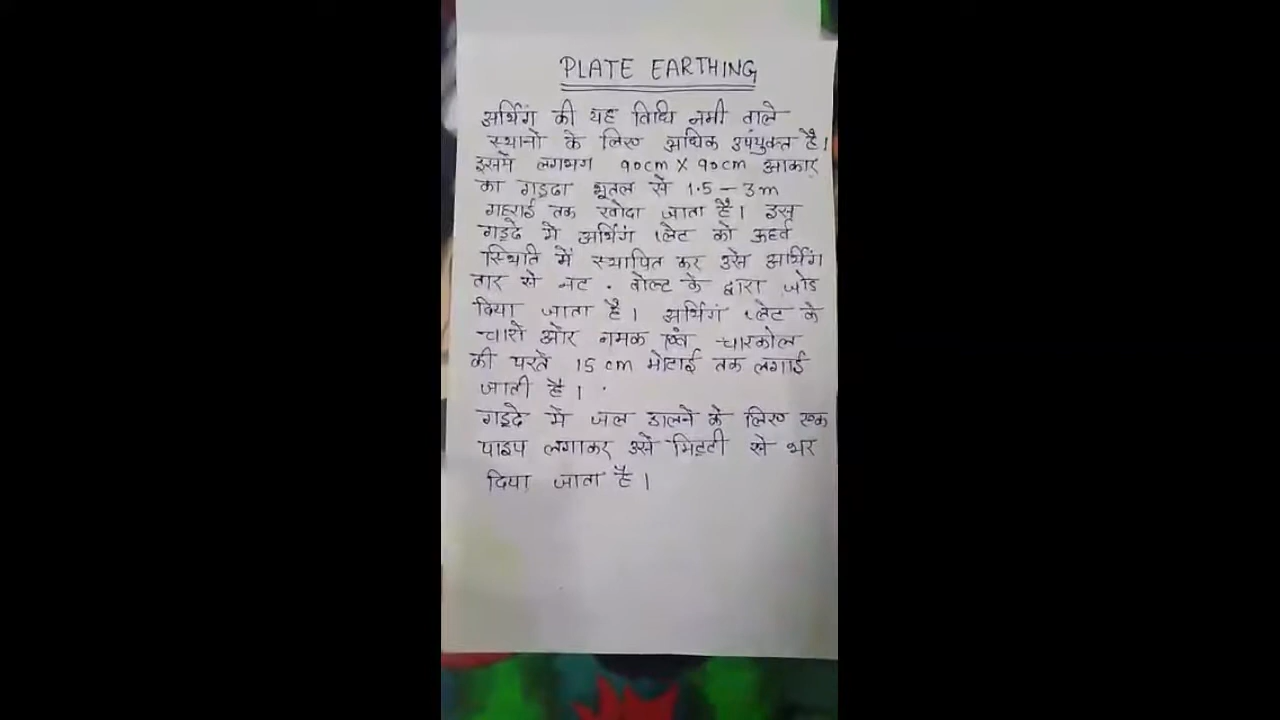 PLATE EARTHING
अर्थिंग की यह विधि नमी वाले
स्थानो के लिए अधिक उपयुक्त है।
इसमें लगभग 90cm X 90cm आकार
का गड्ढा भूतल से 1.5 - 3m
गहराई तक खोदा जाता है। इस
गड्ढे मे अर्थिंग प्लेट को उर्ध्व
स्थिति में स्थापित कर उसे अर्थिंग
तार से नट . बोल्ट के द्वारा जोड
दिया जाता है। अर्थिंग प्लेट के
चारो ओर नमक एवं चारकोल
की परते 15 cm मोटाई तक लगाई
जाती है।
गड्ढे मे जल डालने के लिए एक
पाइप लगाकर उसे मिट्टी से भर
दिया जाता है।